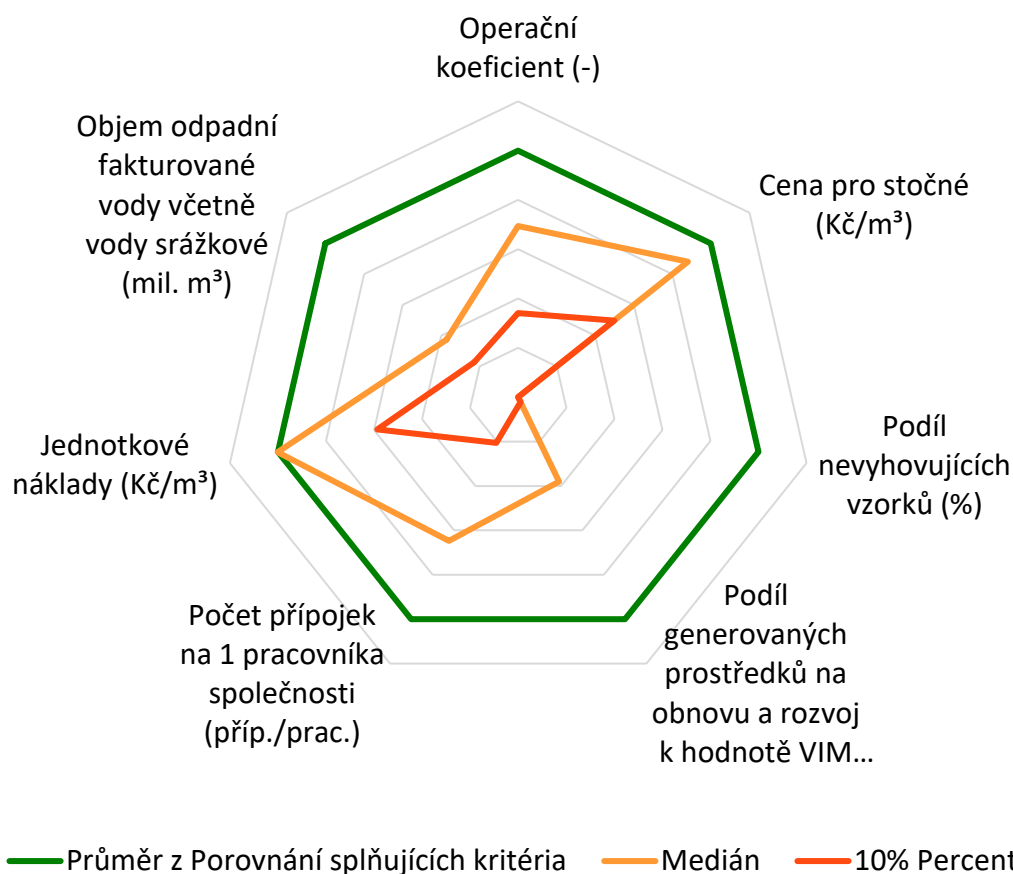 Operační
koeficient (-)
Cena pro stočné
(Kč/m³)
Podíl
nevyhovujících
vzorků (%)
Podíl
generovaných
prostředků na
obnovu a rozvoj
k hodnotě VIM...
Počet přípojek
na 1 pracovníka
společnosti
(příp./prac.)
Jednotkové
náklady (Kč/m³)
Objem odpadní
fakturované
vody včetně
vody srážkové
(mil. m³)
Průměr z Porovnání splňujících kritéria
Medián
10% Percent